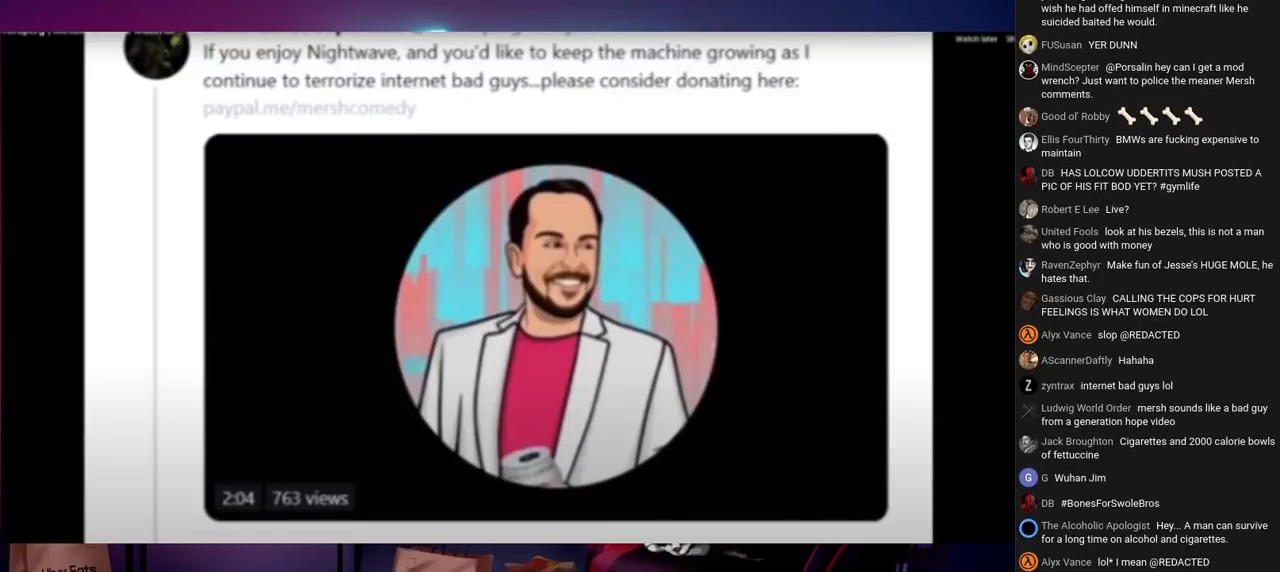 If you enjoy Nightwave, and you'd like to keep the machine growing as I
continue to terrorize internet bad guys...please consider donating here:
paypal.me/mershcomedy
2:04 763 views
Watch later
Uber Eats
wish he had offed himself in minecraft like he
suicided baited he would.
FUSusan YER DUNN
MindScepter @Porsalin hey can I get a mod
wrench? Just want to police the meaner Mersh
comments.
Good ol' Robby
Ellis FourThirty BMWs are fucking expensive to
maintain
DB HAS LOLCOW UDDERTITS MUSH POSTED A
PIC OF HIS FIT BOD YET? #gymlife
Robert E Lee Live?
United Fools look at his bezels, this is not a man
who is good with money
RavenZephyr Make fun of Jesse's HUGE MOLE, he
hates that.
Gassious Clay CALLING THE COPS FOR HURT
FEELINGS IS WHAT WOMEN DO LOL
Alyx Vance slop @REDACTED
AScannerDaftly Hahaha
Z zyntrax internet bad guys lol
Ludwig World Order mersh sounds like a bad guy
from a generation hope video
Jack Broughton Cigarettes and 2000 calorie bowls
of fettuccine
G G Wuhan Jim
DB #BonesForSwoleBros
The Alcoholic Apologist Hey... A man can survive
for a long time on alcohol and cigarettes.
Alyx Vance lol* I mean @REDACTED